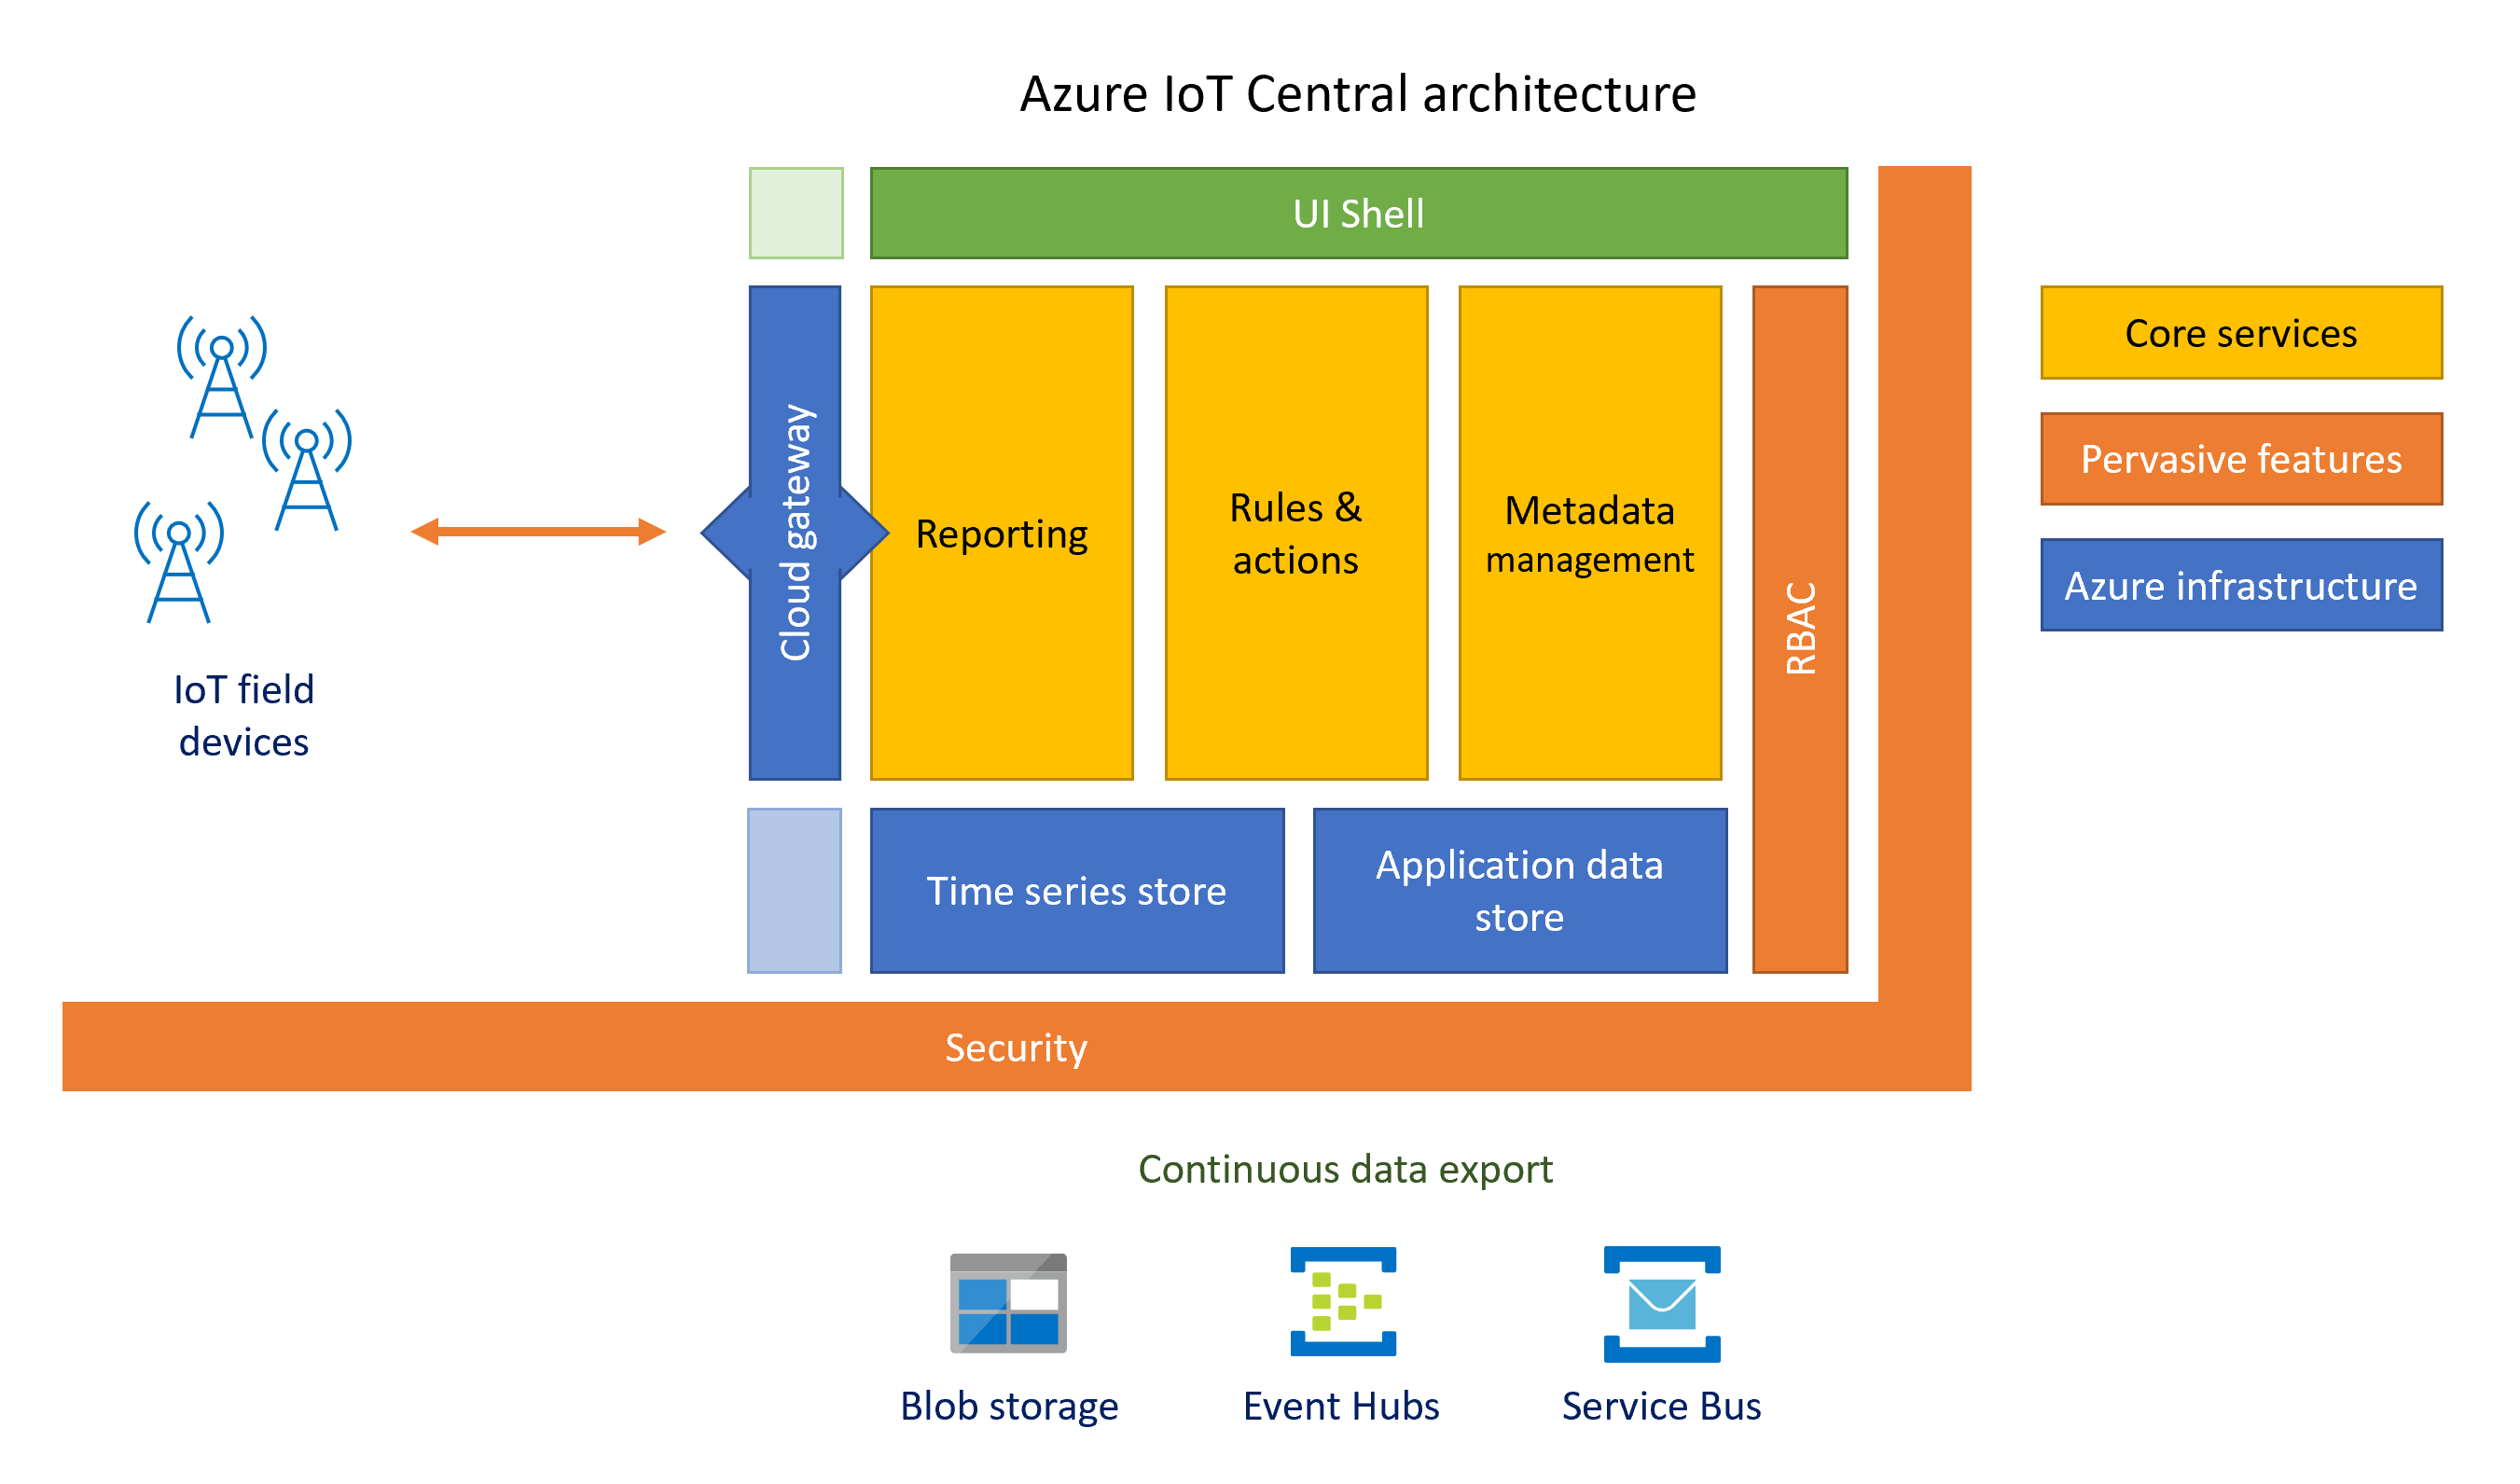 Azure IoT Central architecture
UI Shell
Cloud gateway
Reporting
Rules &
actions
Metadata
management
RBAC
Core services
Pervasive features
Azure infrastructure
IoT field
devices
Time series store
Application data
store
Security
Continuous data export
Blob storage
Event Hubs
Service Bus